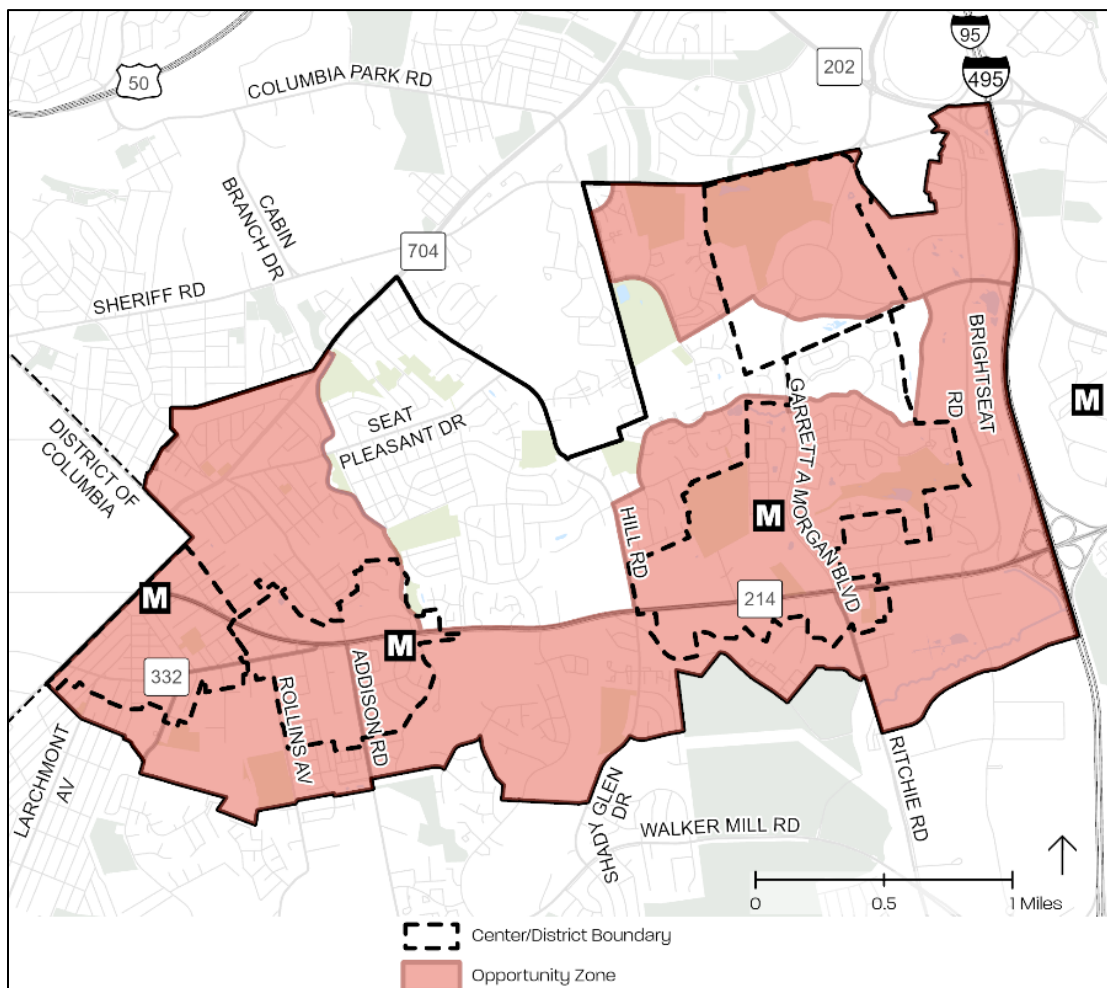 95
495
50
202
COLUMBIA PARK RD
CABIN
BRANCH DR
704
SHERIFF RD
BRIGHTSEAT
RD
M
SEAT
PLEASANT DR
GARRETT A MORGAN BLVD
DISTRICT OF
COLUMBIA
HILL RD
M
M
214
M
332
ADDISON RD
ROLLINS AV
LARCHMONT
AV
RITCHIE RD
SHADY GLEN
DR
WALKER MILL RD
0
0.5
1 Miles
Center/District Boundary
Opportunity Zone